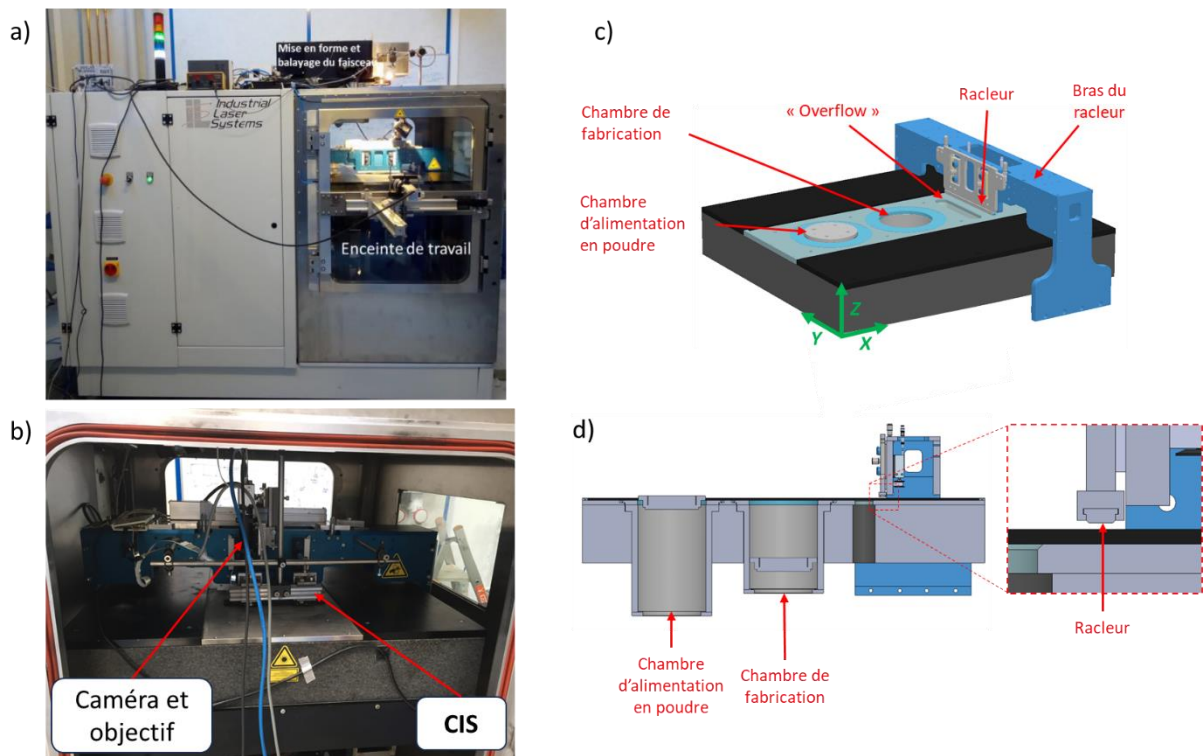 a)
Mise en forme et
balayage du faisceau
Industrial
Laser
Systems
Enceinte de travail
b)
Caméra et
objectif
CIS
c)
Chambre de
fabrication
« Overflow »
Racleur
Bras du
racleur
Chambre
d'alimentation
en poudre
Z
Y
X
d)
Chambre
d'alimentation
en poudre
Chambre de
fabrication
Racleur